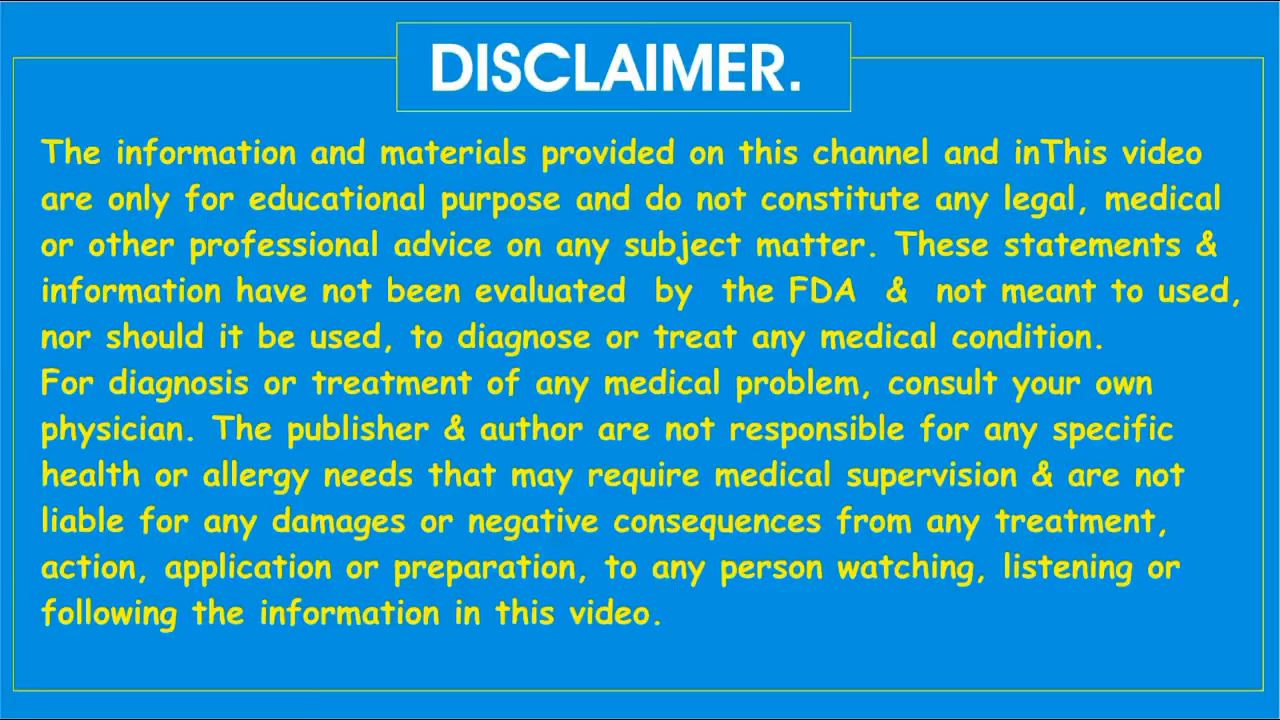 DISCLAIMER.
The information and materials provided on this channel and inThis video
are only for educational purpose and do not constitute any legal, medical
or other professional advice on any subject matter. These statements &
information have not been evaluated by the FDA & not meant to used,
nor should it be used, to diagnose or treat any medical condition.
For diagnosis or treatment of any medical problem, consult your own
physician. The publisher & author are not responsible for any specific
health or allergy needs that may require medical supervision & are not
liable for any damages or negative consequences from any treatment,
action, application or preparation, to any person watching, listening or
following the information in this video.